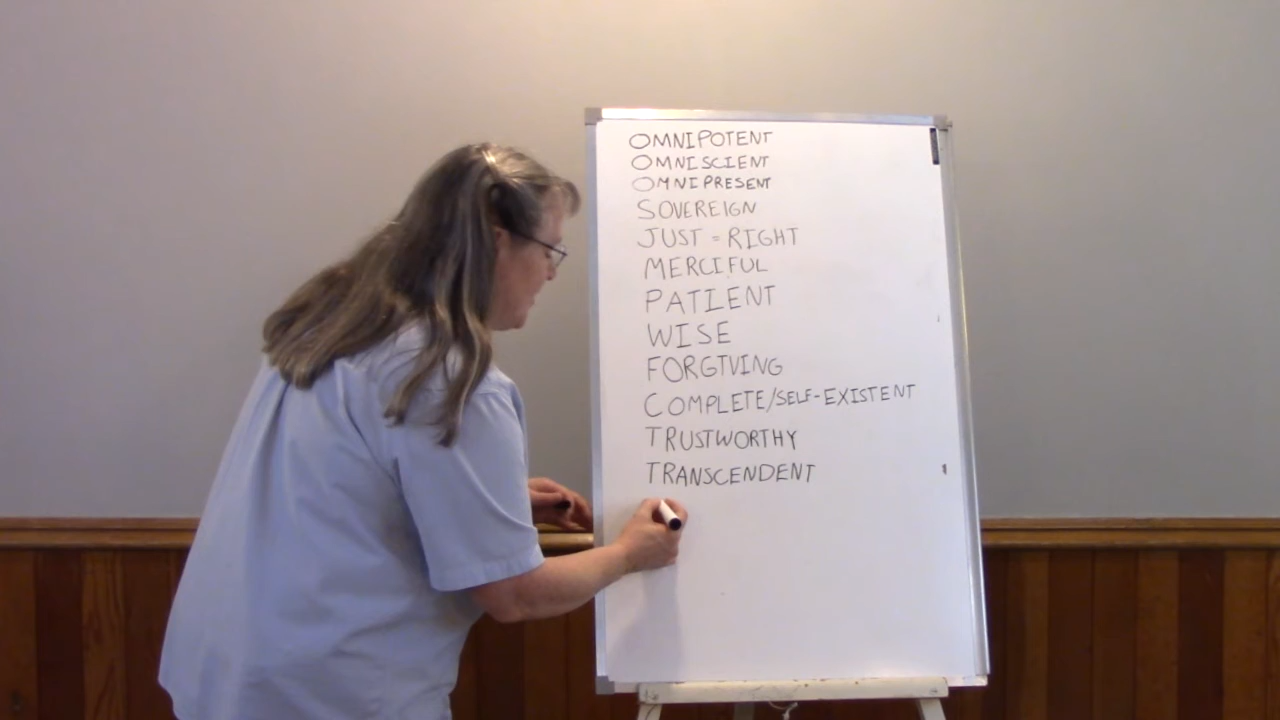 OMNIPOTENT
OMNISCIENT
OMNIPRESENT
SOVEREIGN
JUST = RIGHT
MERCIFUL
PATIENT
WISE
FORGIVING
COMPLETE/SELF-EXISTENT
TRUSTWORTHY
TRANSCENDENT